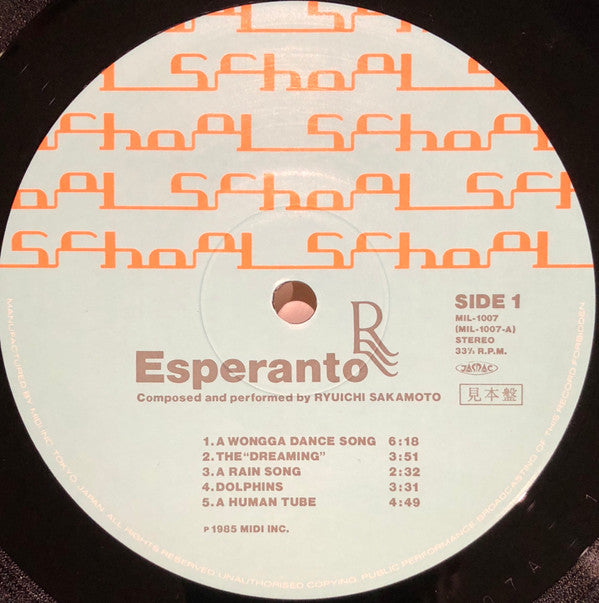 School School
School School
School School Sch
School School
SIDE 1
MIL-1007
(MIL-1007-A)
STEREO
33⅓ R.P.M.
JASRAC
見本盤
R
Esperanto
Composed and performed by RYUICHI SAKAMOTO
1. A WONGGA DANCE SONG 6:18
2. THE "DREAMING" 3:51
3. A RAIN SONG 2:32
4. DOLPHINS 3:31
5. A HUMAN TUBE 4:49
P 1985 MIDI INC.
MANUFACTURED BY MIDI INC. TOKYO, JAPAN. ALL RIGHTS RESERVED. UNAUTHORISED COPYING, PUBLIC PERFORMANCE, BROADCASTING OF THIS RECORD FORBIDDEN